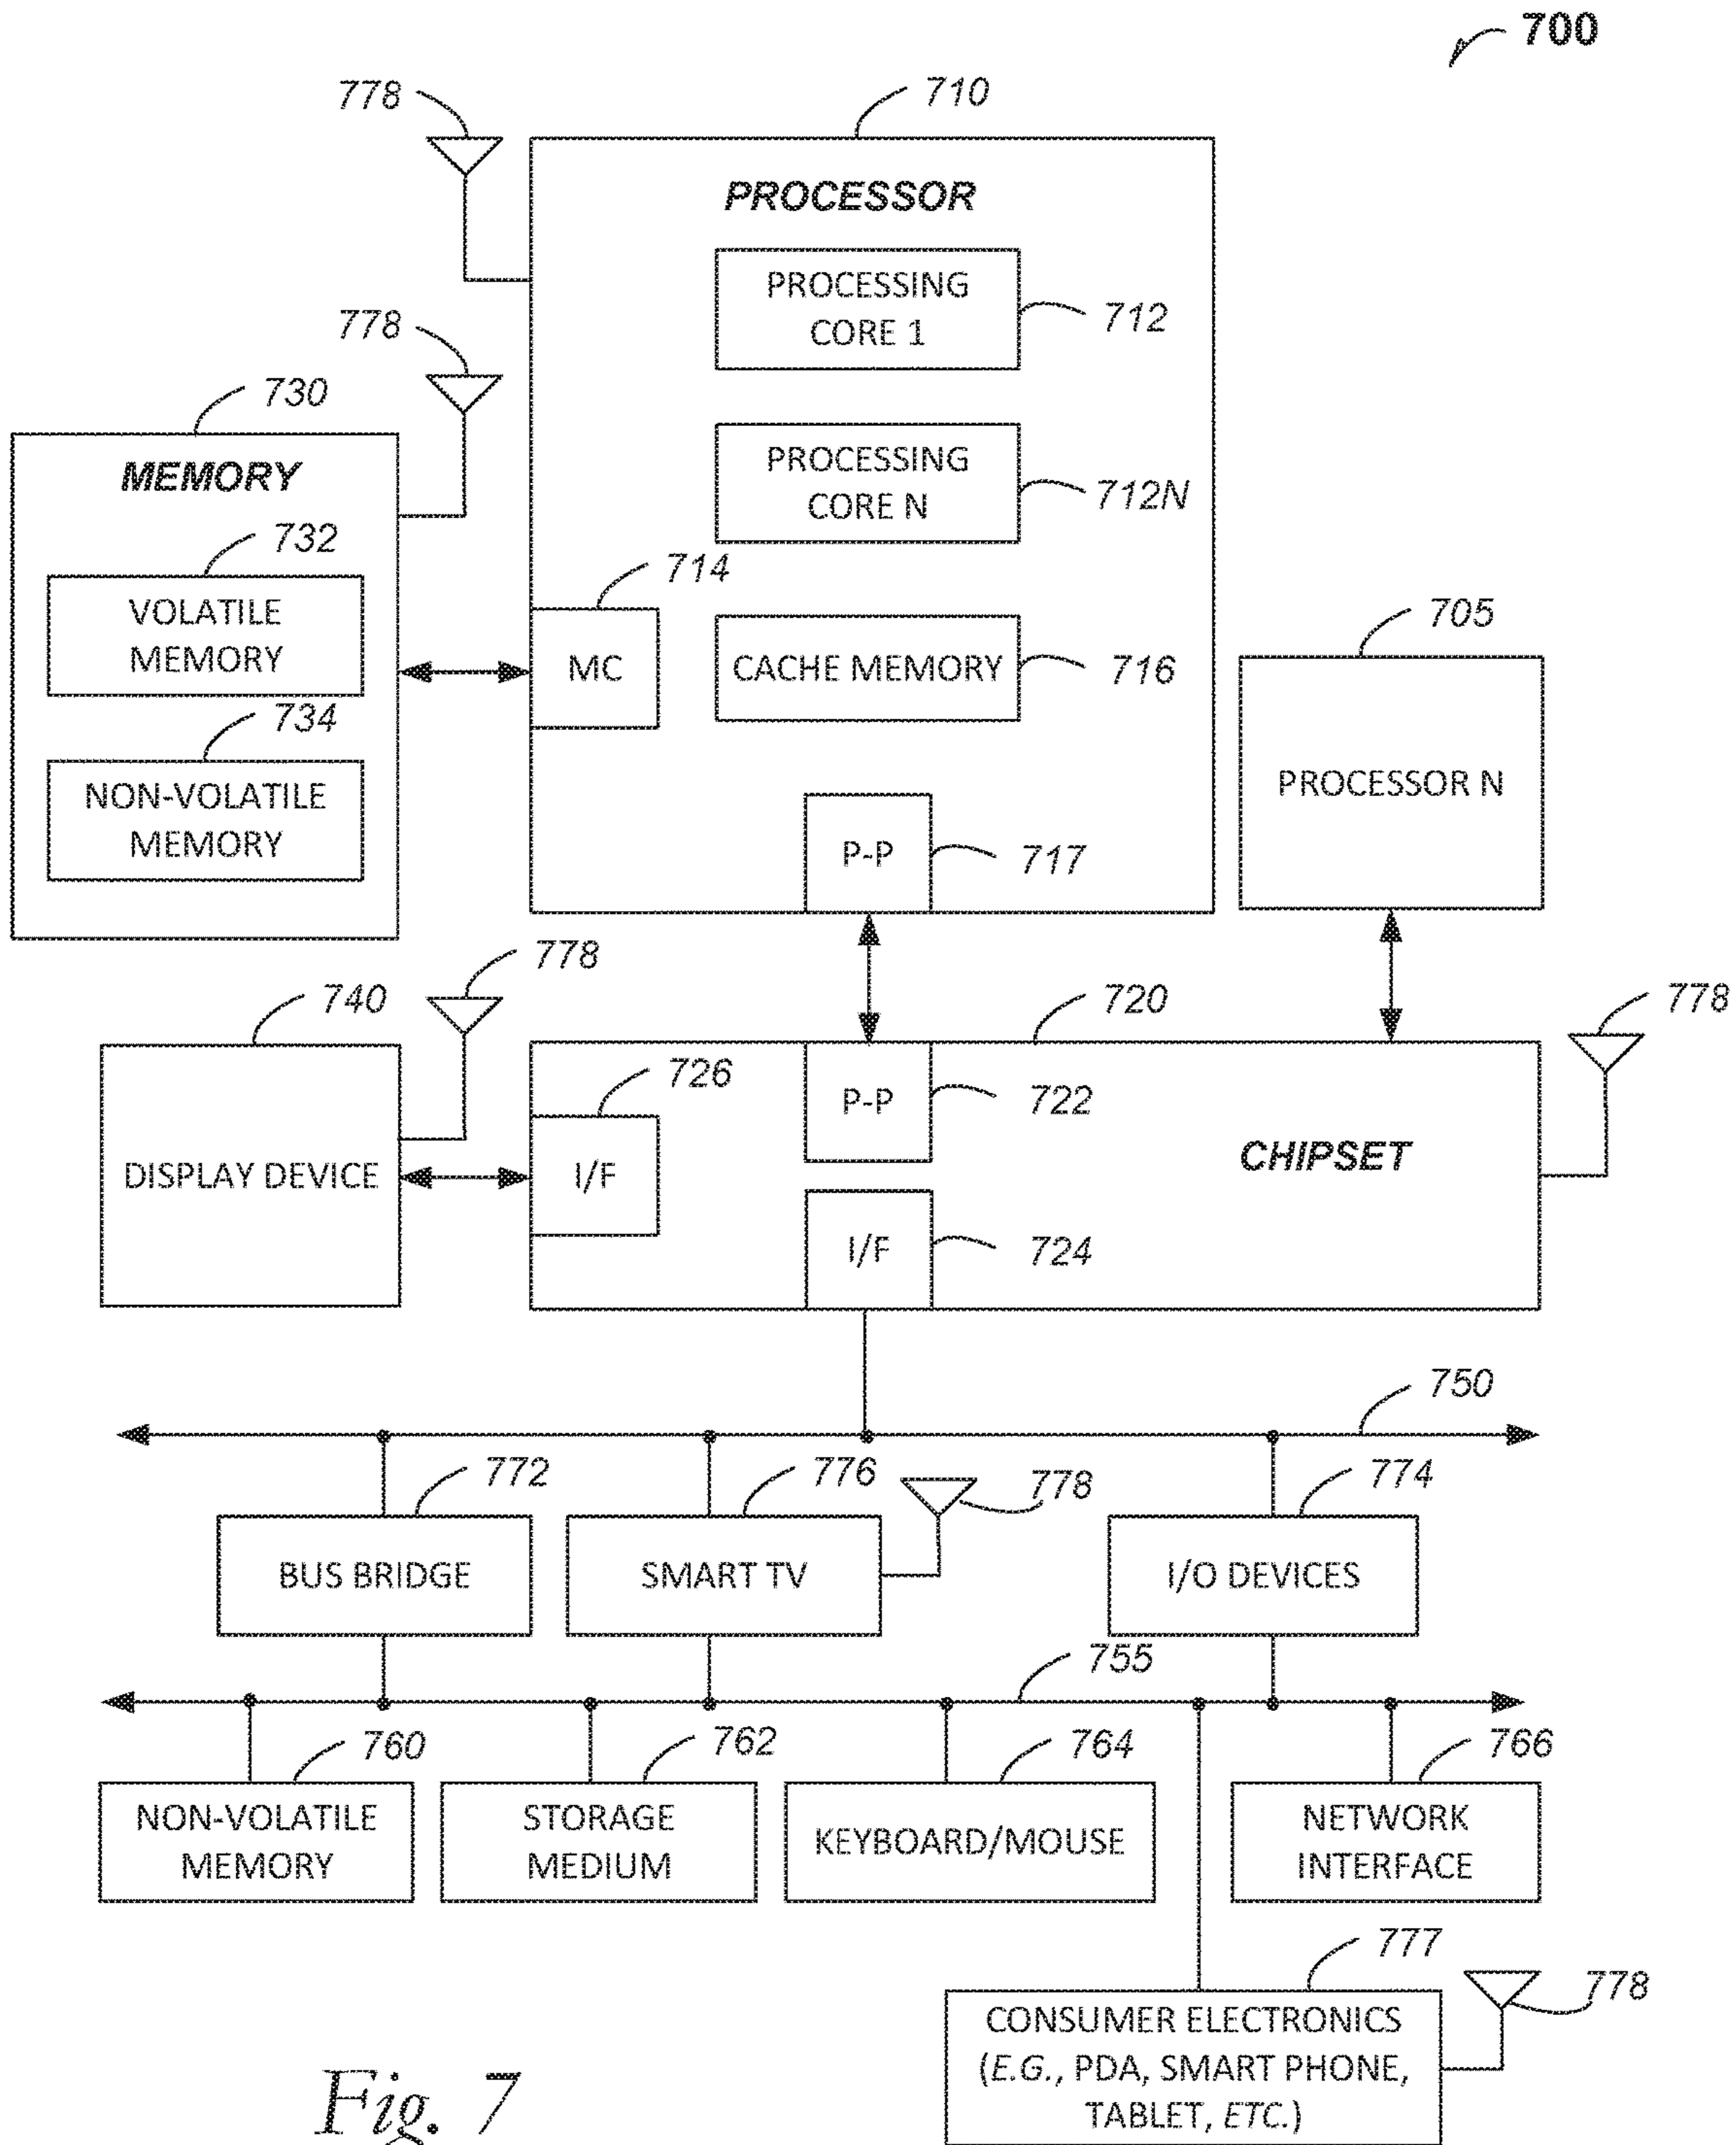 700
778
710
PROCESSOR
PROCESSING
CORE 1
712
778
730
MEMORY
PROCESSING
CORE N
712N
732
VOLATILE
MEMORY
714
MC
CACHE MEMORY
716
705
PROCESSOR N
734
NON-VOLATILE
MEMORY
P-P
717
778
740
DISPLAY DEVICE
720
778
726
I/F
P-P
722
CHIPSET
I/F
724
750
772
BUS BRIDGE
776
SMART TV
778
774
I/O DEVICES
755
760
NON-VOLATILE
MEMORY
762
STORAGE
MEDIUM
764
KEYBOARD/MOUSE
766
NETWORK
INTERFACE
777
CONSUMER ELECTRONICS
(E.G., PDA, SMART PHONE,
TABLET, ETC.)
778
Fig. 7